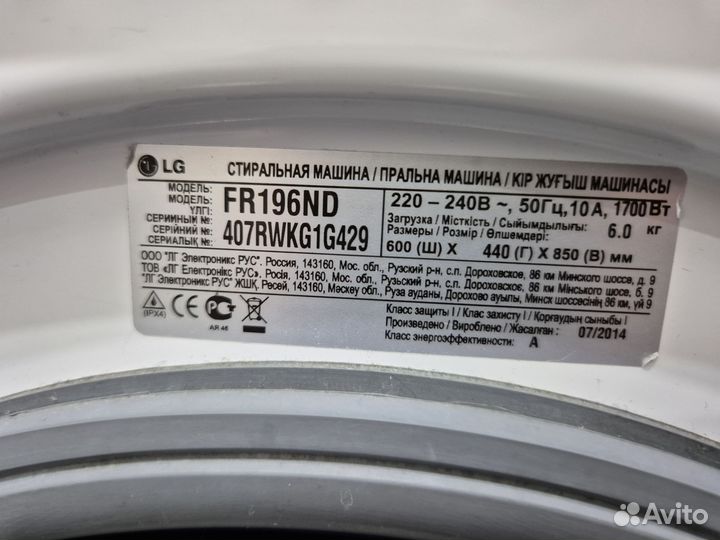 LG
СТИРАЛЬНАЯ МАШИНА / ПРАЛЬНА МАШИНА / КІР ЖУҒЫШ МАШИНАСЫ
МОДЕЛЬ:
МОДЕЛЬ:
ҮЛГІ:
FR196ND
220 – 240В ~, 50Гц,10А, 1700Вт
СЕРИЙНЫЙ №:
СЕРІЙНИЙ №:
СЕРИАЛЫҚ №:
407RWKG1G429
Загрузка / Місткість / Сыйымдылығы: 6.0 кг
Размеры / Розмір / Өлшемдері:
600 (Ш) X 440 (Г) X 850 (В) мм
ООО "ЛГ Электроникс РУС". Россия, 143160, Мос. обл., Рузский р-н, с.п. Дороховское, 86 км Минского шоссе, д. 9
ТОВ «ЛГ Електронікс РУС», Росія, 143160, Мос. обл., Рузський р-н, с.п. Дороховське, 86 км Мінського шосе, б. 9
"ЛГ Электроникс РУС" ЖШҚ, Ресей, 143160, Мәскеу обл., Руза ауданы, Дорохово ауылы, Минск шоссесінің 86 км, үй 9
(IPX4)
CE
АЯ 46
Класс защиты I / Клас захисту I / Қорғаудың сыныбы I
Произведено / Вироблено / Жасалған: 07/2014
Класс энергоэффективности: A
Avito